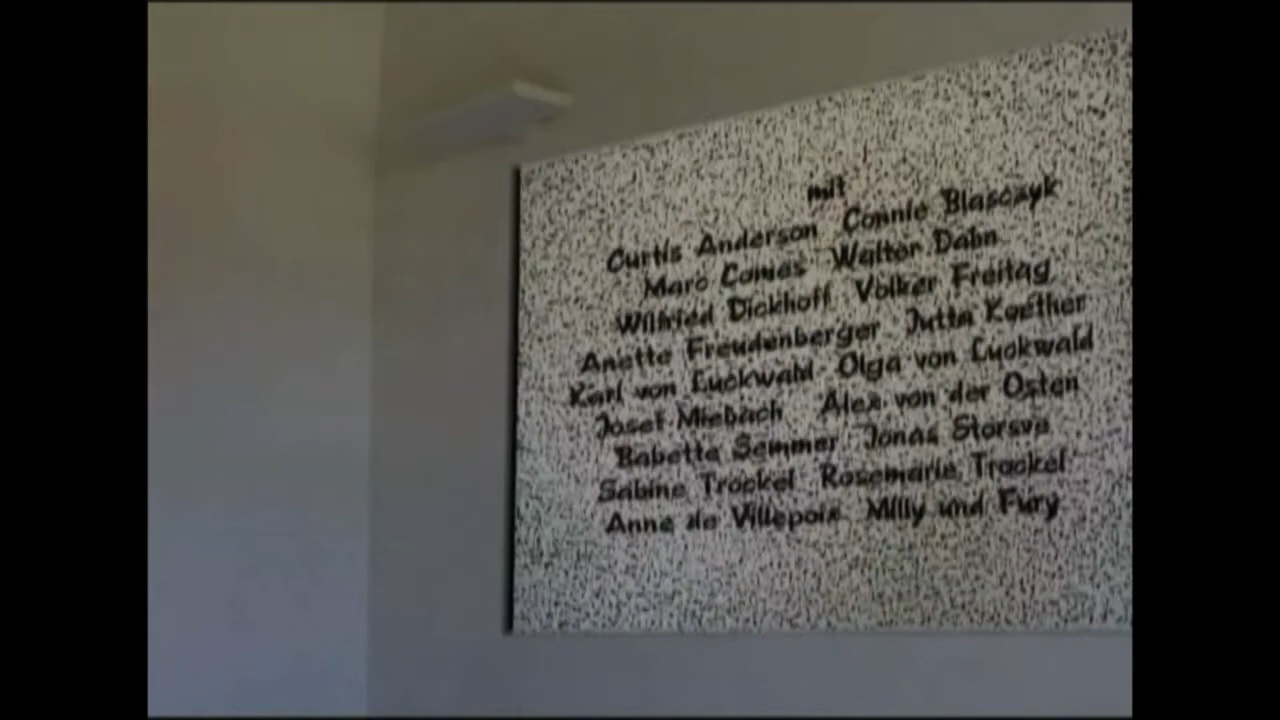 mit
Curtis Anderson Connie Blasczyk
Marc Comes Walter Dahn
Wilfried Dickhoff Volker Freitag
Anette Freudenberger Jutta Koether
Karl von Luckwald Olga von Luckwald
Josef Miebach Alex von der Osten
Babette Semmer Jonas Storsve
Sabine Trockel Rosemarie Trockel
Anne de Villepoix Milly und Fury